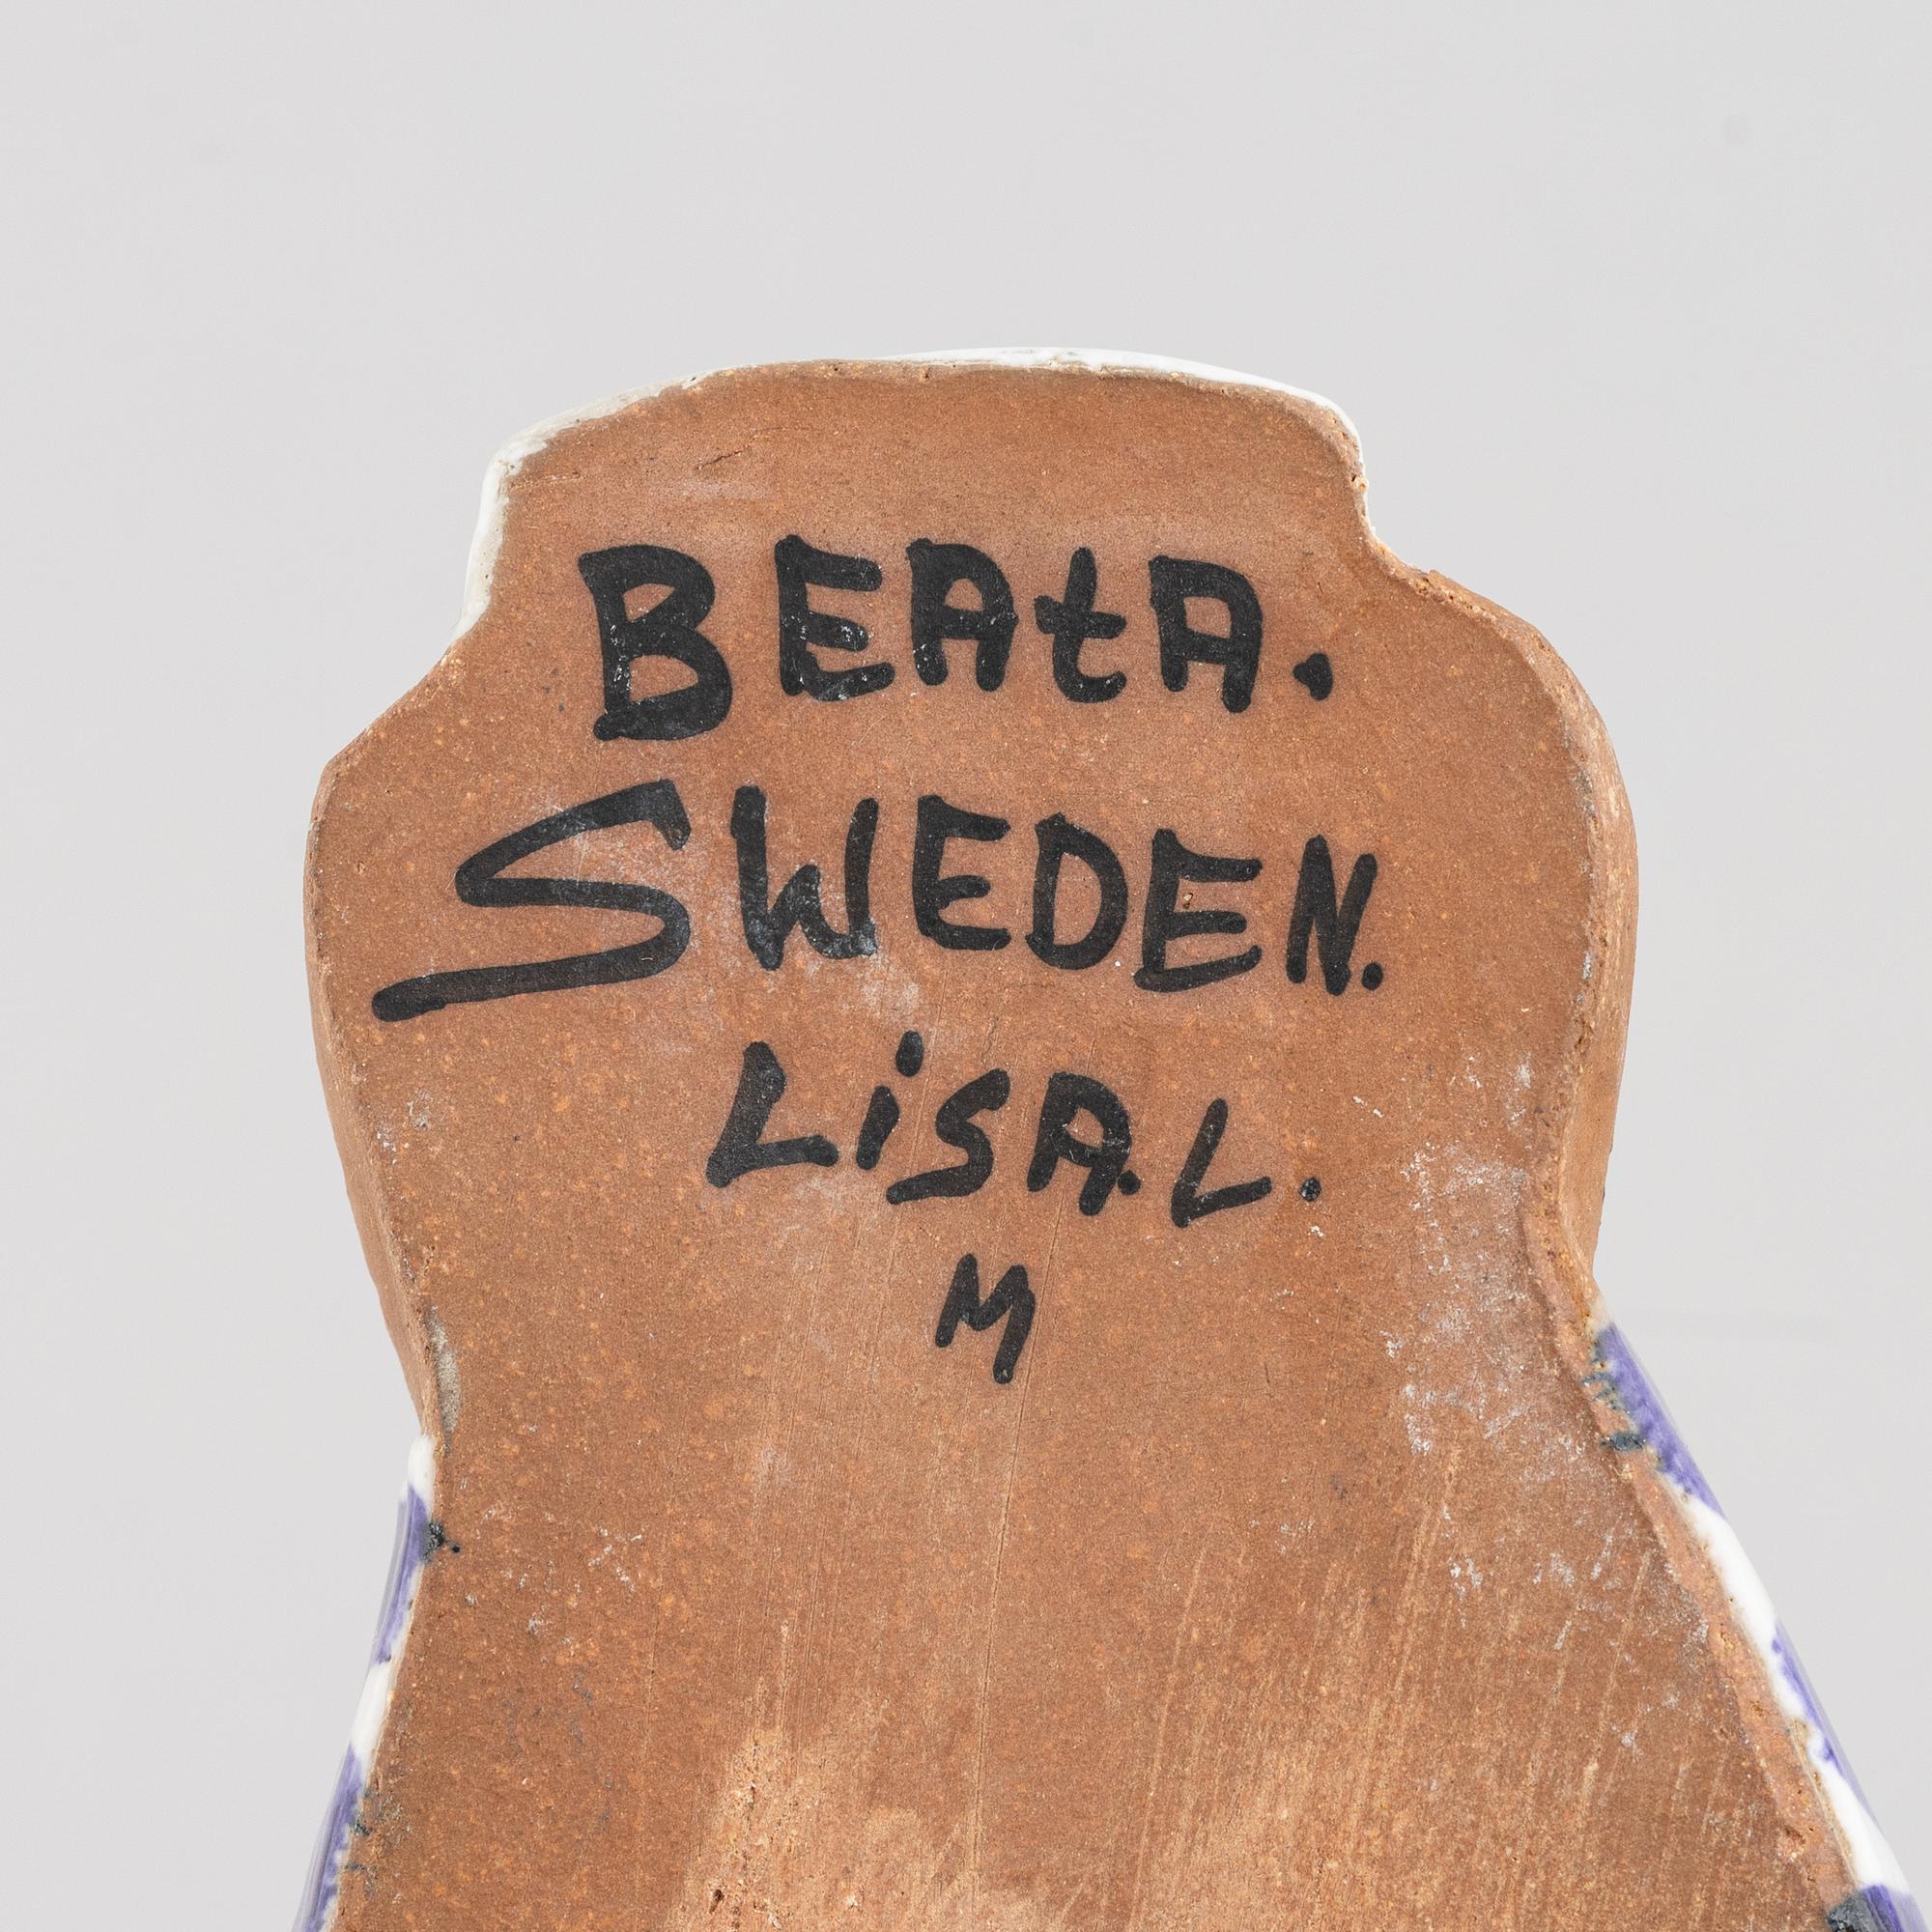 BEAtA.
SWEDEN.
LiSA.L.
M